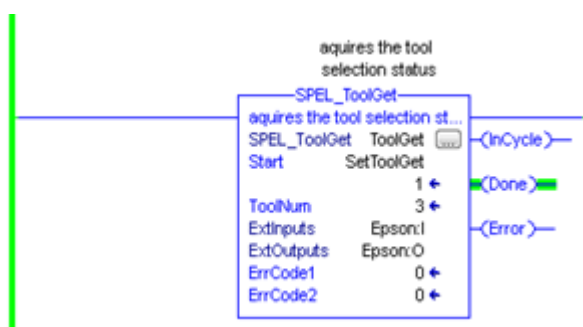 aquires the tool
selection status
SPEL_ToolGet
aquires the tool selection st...
SPEL_ToolGet ToolGet ... (InCycle)
Start SetToolGet
1 (Done)
ToolNum 3
ExtInputs Epson:I (Error)
ExtOutputs Epson:O
ErrCode1 0
ErrCode2 0